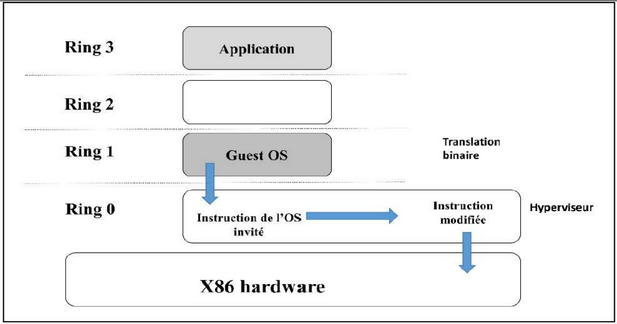 Ring 3
Application
Ring 2
Ring 1
Guest OS
Translation
binaire
Ring 0
Instruction de l'OS
invité
Instruction
modifiée
Hyperviseur
X86 hardware